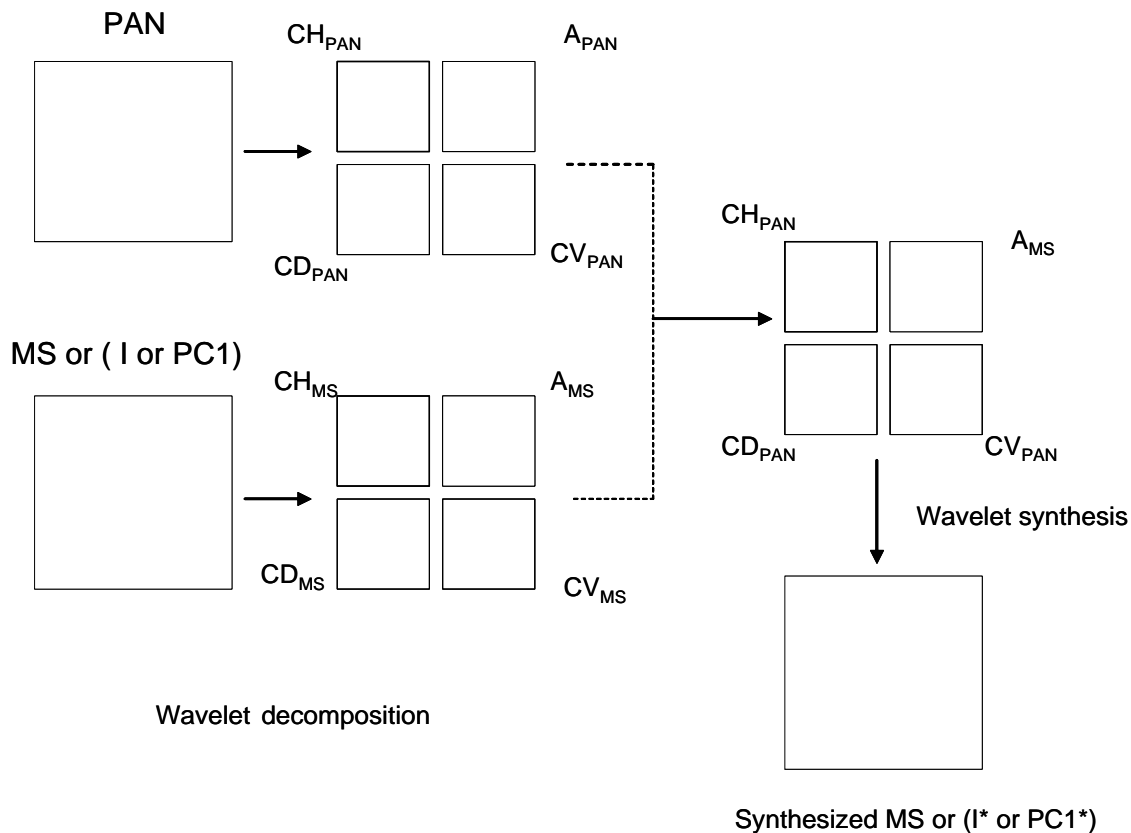 PAN
CH_PAN
A_PAN
CD_PAN
CV_PAN
MS or ( I or PC1)
CH_MS
A_MS
CD_MS
CV_MS
Wavelet decomposition
CH_PAN
A_MS
CD_PAN
CV_PAN
Wavelet synthesis
Synthesized MS or (I* or PC1*)